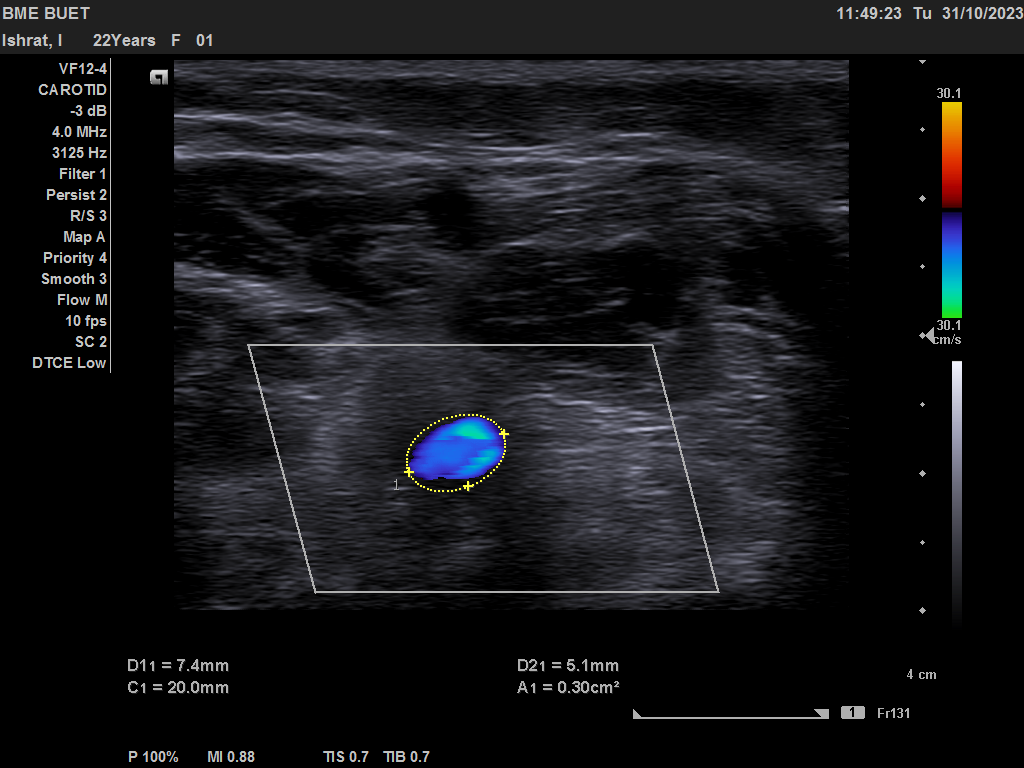 BME BUET
11:49:23 Tu 31/10/2023
Ishrat, I 22Years F 01
VF12-4
CAROTID
-3 dB
4.0 MHz
3125 Hz
Filter 1
Persist 2
R/S 3
Map A
Priority 4
Smooth 3
Flow M
10 fps
SC 2
DTCE Low
30.1
30.1
cm/s
1
D1₁ = 7.4mm
D2₁ = 5.1mm
C₁ = 20.0mm
A₁ = 0.30cm²
4 cm
1 Fr131
P 100% MI 0.88 TIS 0.7 TIB 0.7